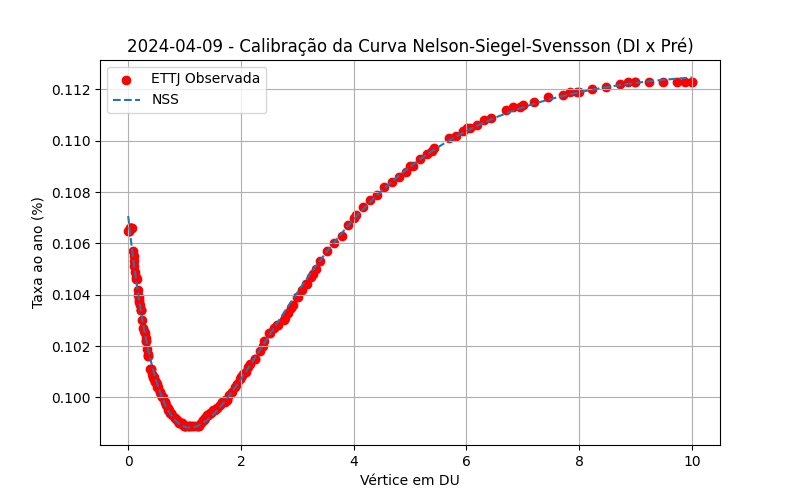 2024-04-09 - Calibração da Curva Nelson-Siegel-Svensson (DI x Pré)
ETTJ Observada
NSS
Taxa ao ano (%)
0.112
0.110
0.108
0.106
0.104
0.102
0.100
0 2 4 6 8 10
Vértice em DU